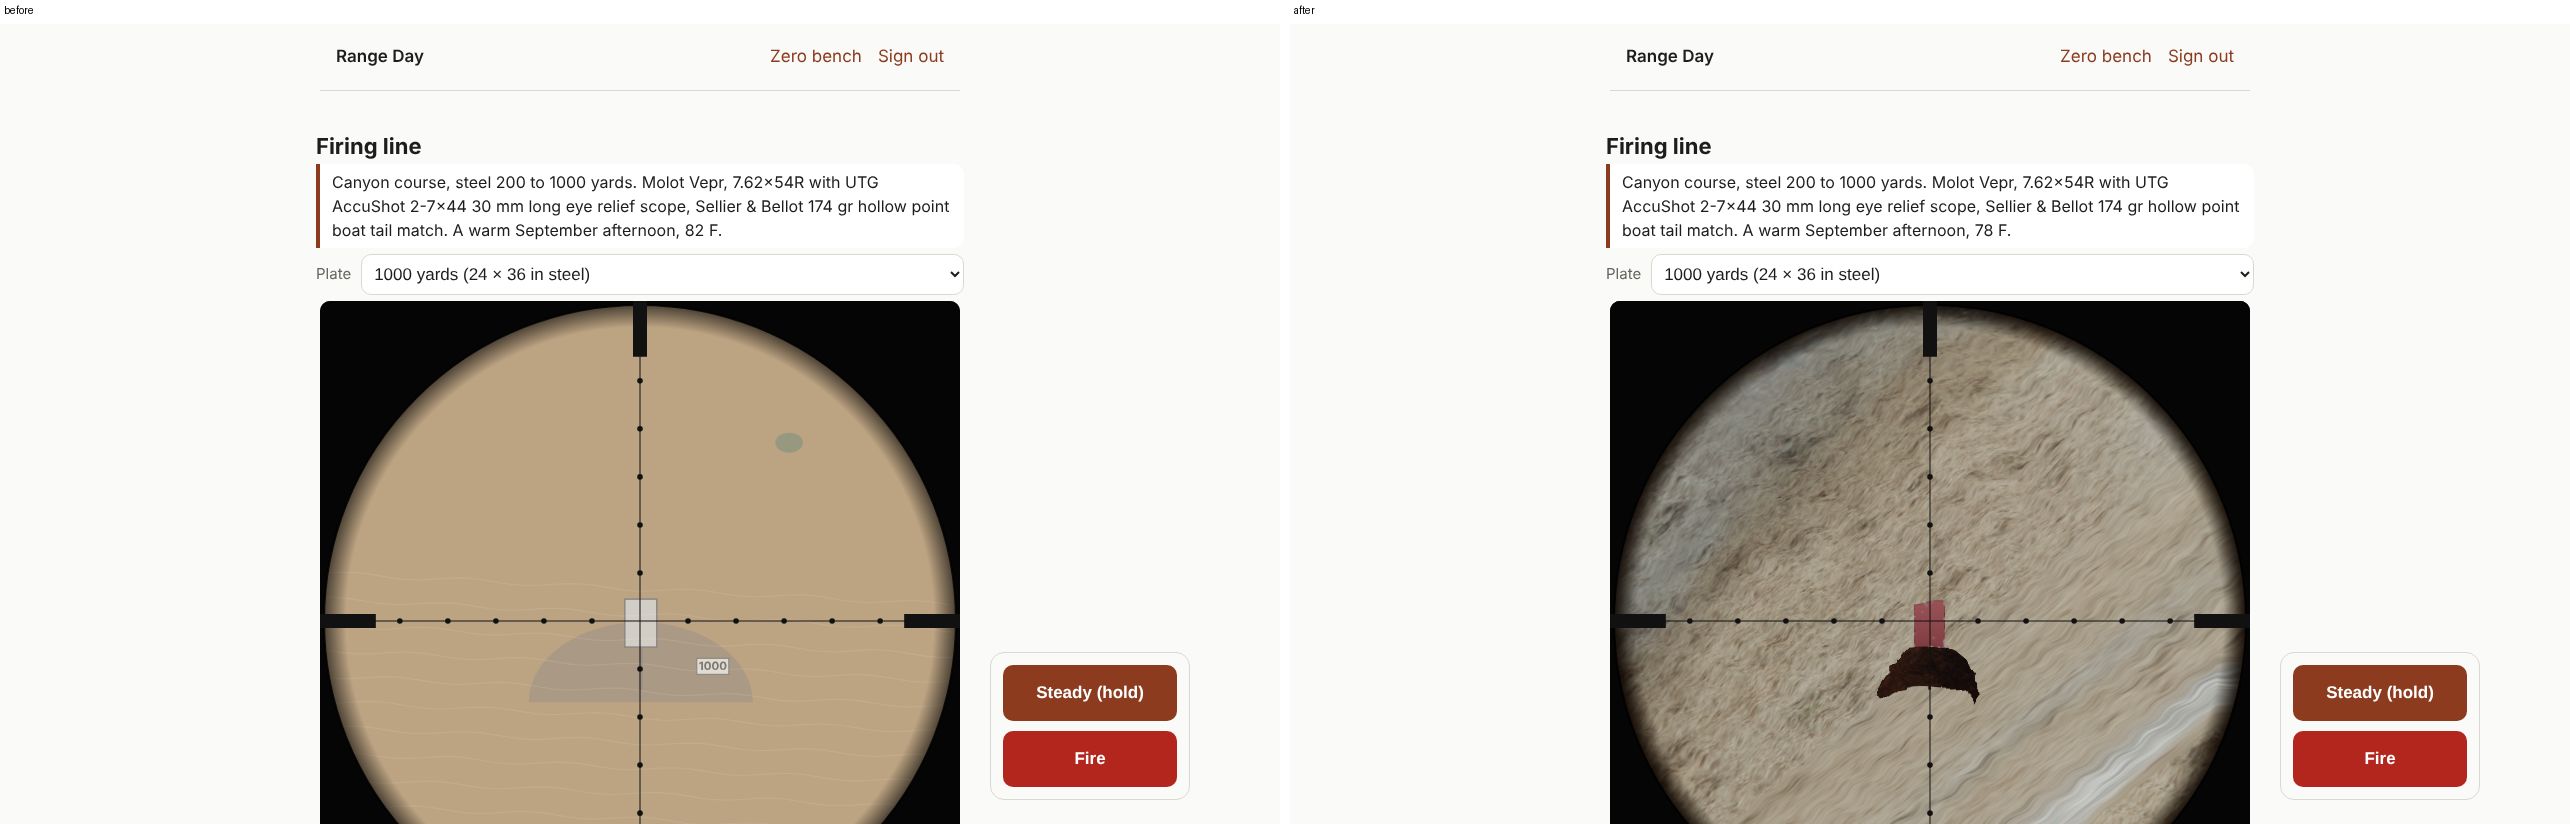 before
Range Day
Zero bench
Sign out
Firing line
Canyon course, steel 200 to 1000 yards. Molot Vepr, 7.62×54R with UTG
AccuShot 2-7×44 30 mm long eye relief scope, Sellier & Bellot 174 gr hollow point
boat tail match. A warm September afternoon, 82 F.
Plate
1000 yards (24 × 36 in steel)
1000
Steady (hold)
Fire
after
Range Day
Zero bench
Sign out
Firing line
Canyon course, steel 200 to 1000 yards. Molot Vepr, 7.62×54R with UTG
AccuShot 2-7×44 30 mm long eye relief scope, Sellier & Bellot 174 gr hollow point
boat tail match. A warm September afternoon, 78 F.
Plate
1000 yards (24 × 36 in steel)
Steady (hold)
Fire